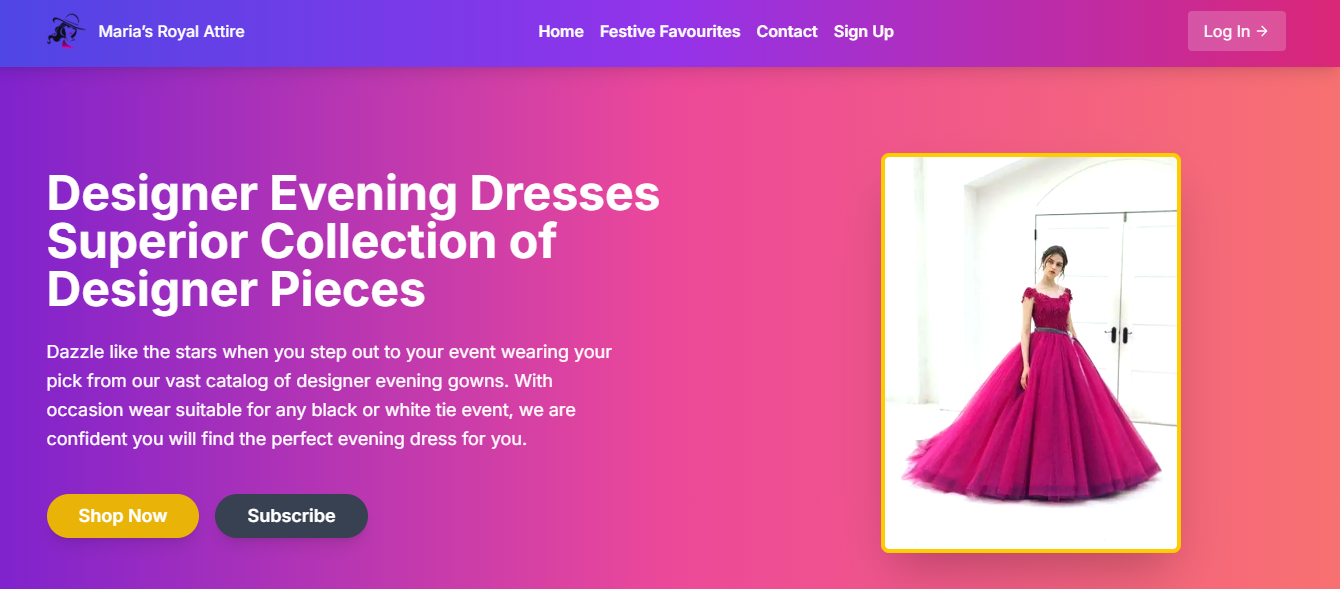 Maria’s Royal Attire
Home Festive Favourites Contact Sign Up
Log In →
Designer Evening Dresses
Superior Collection of
Designer Pieces
Dazzle like the stars when you step out to your event wearing your
pick from our vast catalog of designer evening gowns. With
occasion wear suitable for any black or white tie event, we are
confident you will find the perfect evening dress for you.
Shop Now
Subscribe